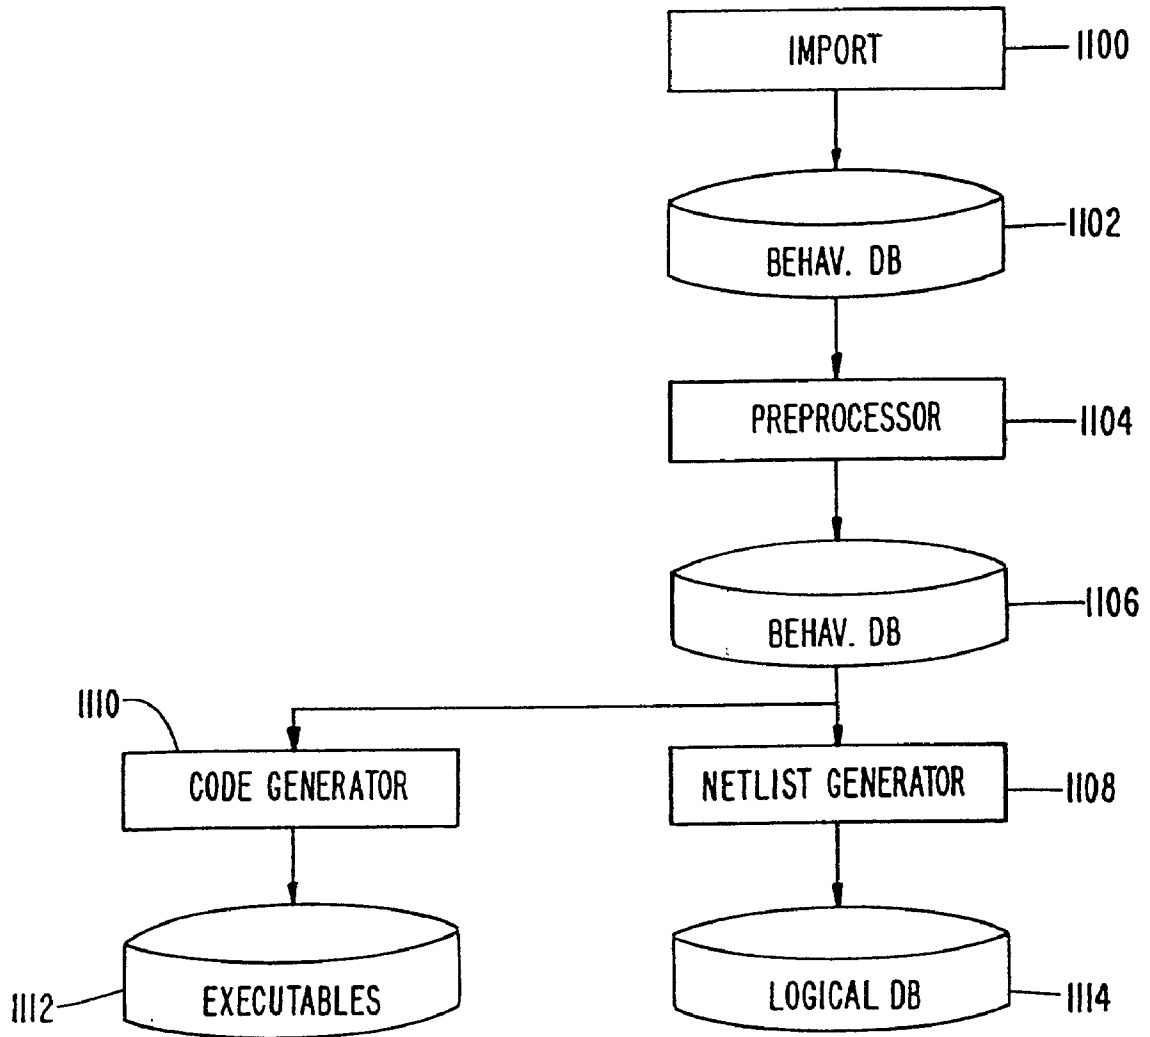 IMPORT
1100
1102
BEHAV. DB
PREPROCESSOR
1104
1106
BEHAV. DB
1110
CODE GENERATOR
NETLIST GENERATOR
1108
1112
EXECUTABLES
LOGICAL DB
1114